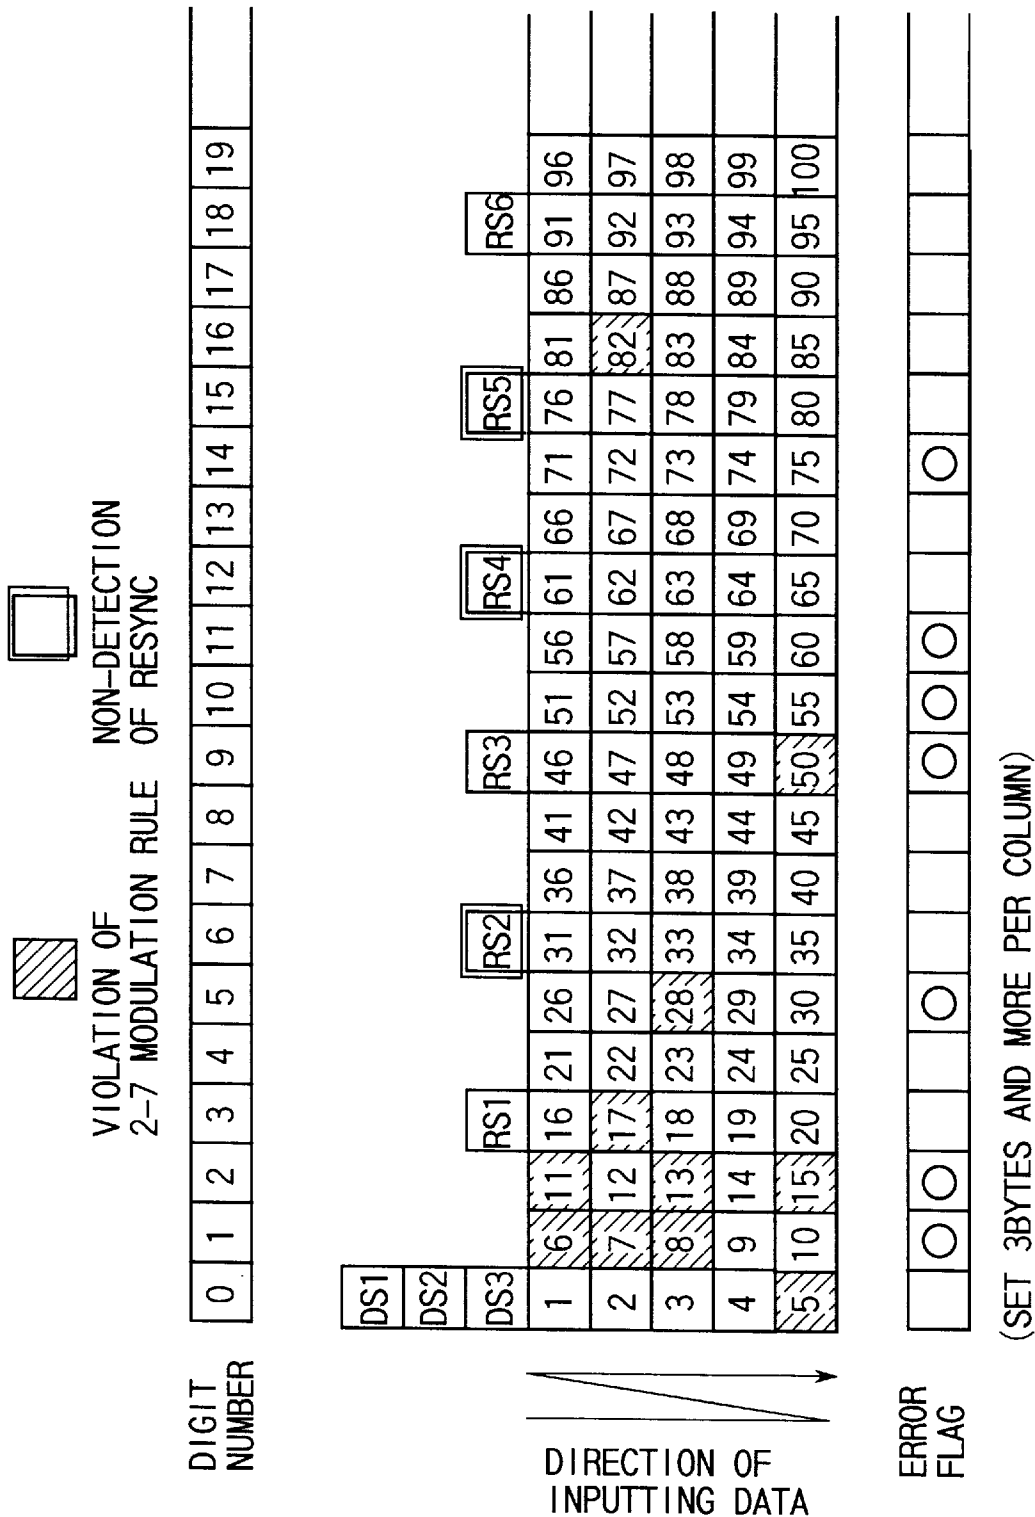 VIOLATION OF
2-7 MODULATION RULE
NON-DETECTION
OF RESYNC
DIGIT
NUMBER
0 1 2 3 4 5 6 7 8 9 10 11 12 13 14 15 16 17 18 19
DS1
DS2
DS3 RS1 RS2 RS3 RS4 RS5 RS6
1 6 11 16 21 26 31 36 41 46 51 56 61 66 71 76 81 86 91 96
2 7 12 17 22 27 32 37 42 47 52 57 62 67 72 77 82 87 92 97
3 8 13 18 23 28 33 38 43 48 53 58 63 68 73 78 83 88 93 98
4 9 14 19 24 29 34 39 44 49 54 59 64 69 74 79 84 89 94 99
5 10 15 20 25 30 35 40 45 50 55 60 65 70 75 80 85 90 95 100
DIRECTION OF
INPUTTING DATA
ERROR
FLAG
(SET 3BYTES AND MORE PER COLUMN)